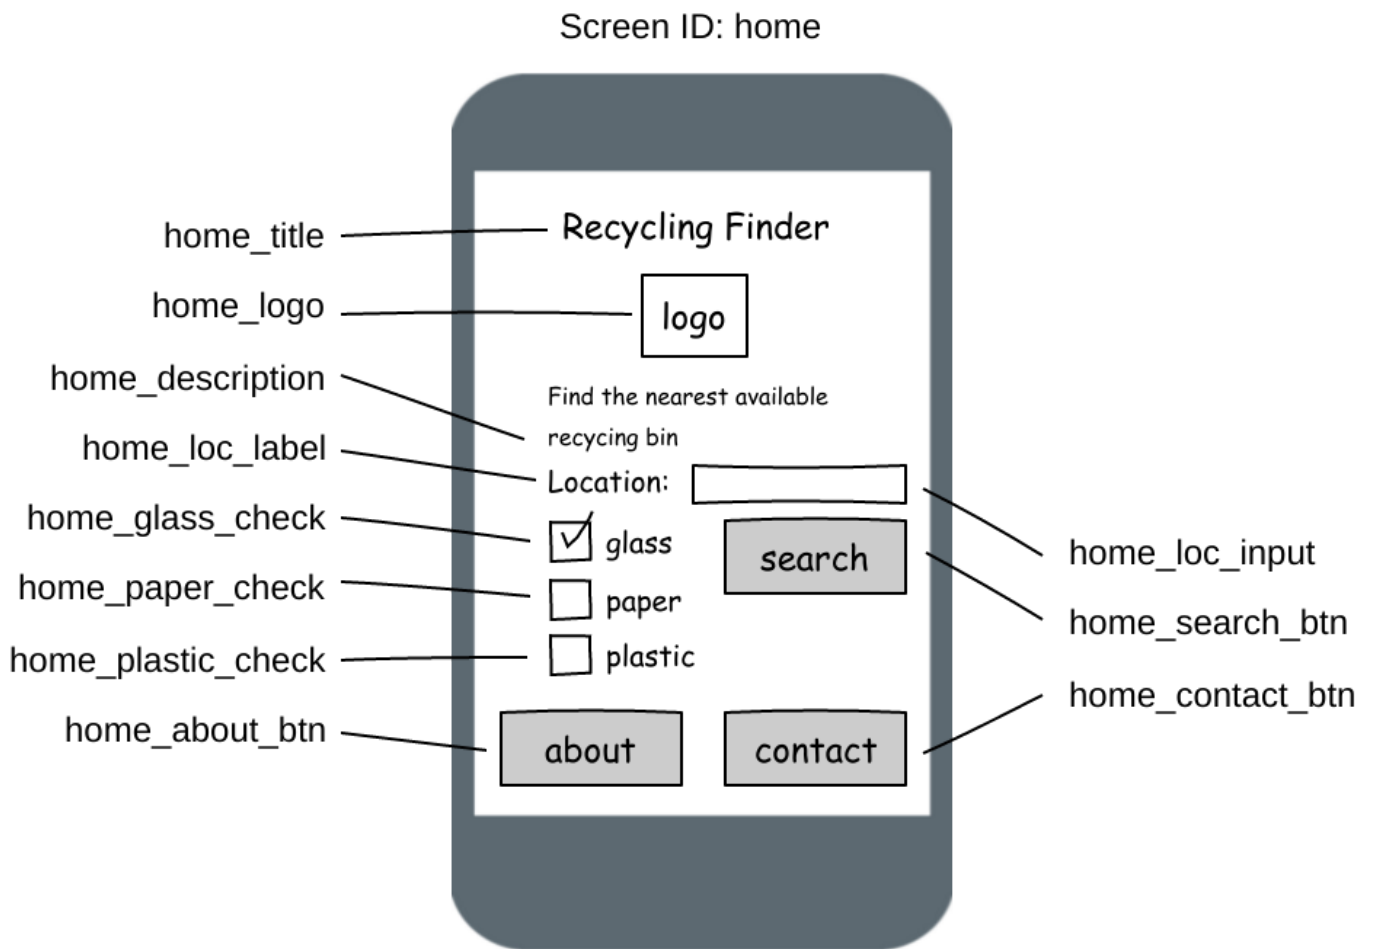 Screen ID: home
home_title
Recycling Finder
home_logo
logo
home_description
Find the nearest available
recycing bin
home_loc_label
Location:
home_glass_check
glass
search
home_loc_input
home_paper_check
paper
home_search_btn
home_plastic_check
plastic
home_contact_btn
home_about_btn
about
contact